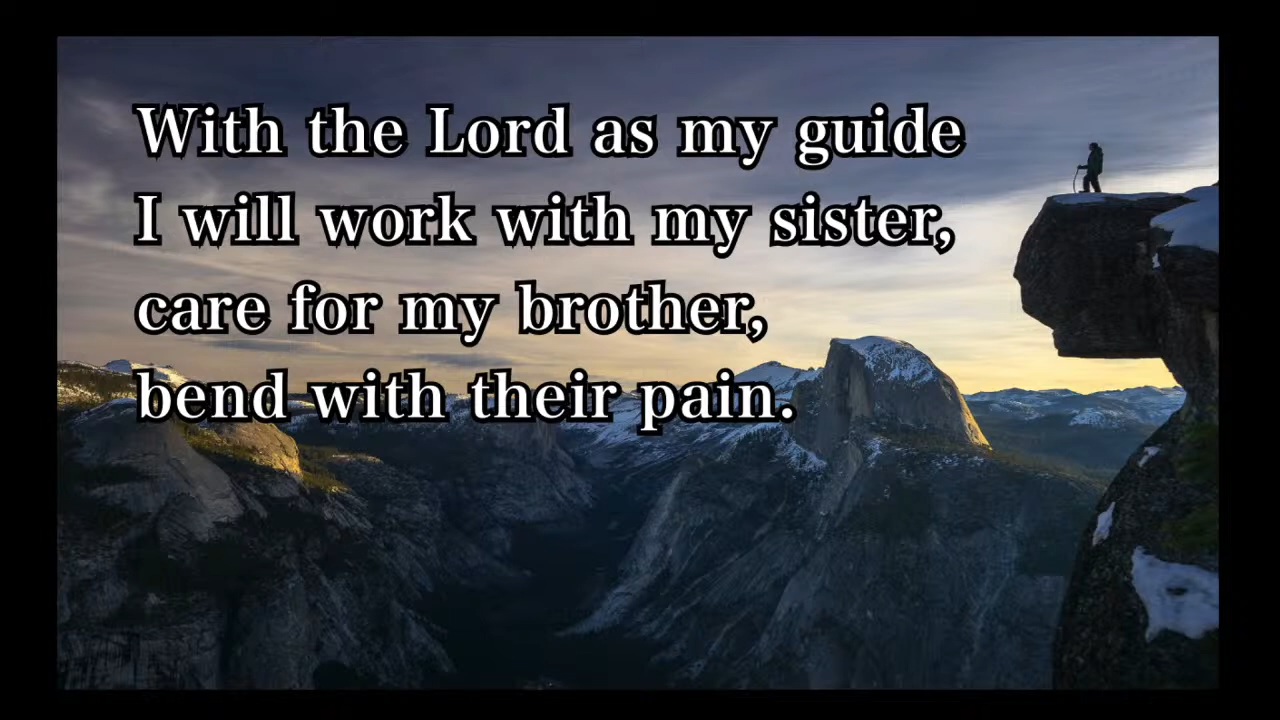 With the Lord as my guide
I will work with my sister,
care for my brother,
bend with their pain.